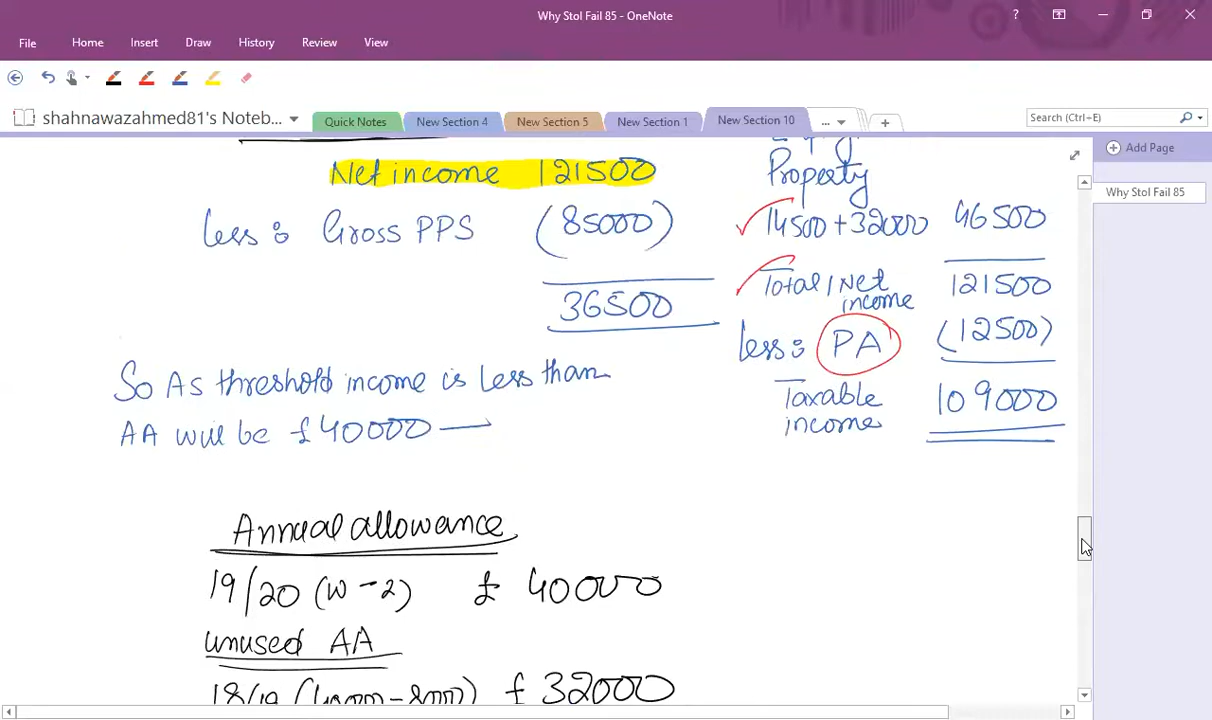 Why Stol Fail 85 - OneNote
?
File Home Insert Draw History Review View
shahnawazahmed81's Noteb...
Quick Notes
New Section 4
New Section 5
New Section 1
New Section 10
...
Search (Ctrl+E)
Add Page
Why Stol Fail 85
Net income 121500
Less: Gross PPS (85000)
36500
So As threshold income is less than
AA will be £40000
Property
14500+32000 46500
Total/Net income 121500
Less: PA (12500)
Taxable income 109000
Annual allowance
19/20 (W-2) £ 40000
unused AA
18/19 (40000-8000) £ 32000